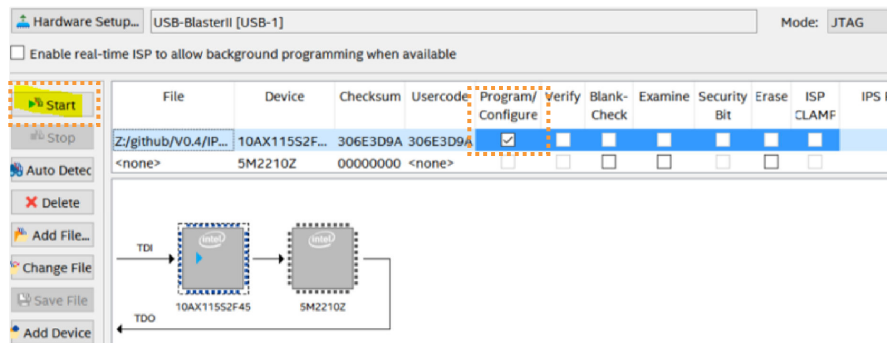 Hardware Setup... USB-BlasterII [USB-1] Mode: JTAG
Enable real-time ISP to allow background programming when available
Start
Stop
Auto Detec
Delete
Add File...
Change File
Save File
Add Device
File Device Checksum Usercode Program/ Verify Blank- Examine Security Erase ISP IPS
Configure Check Bit CLAMF
Z:/github/V0.4/IP... 10AX115S2F... 306E3D9A 306E3D9A
<none> 5M2210Z 00000000 <none>
TDI
intel
intel
10AX115S2F45 5M2210Z
TDO